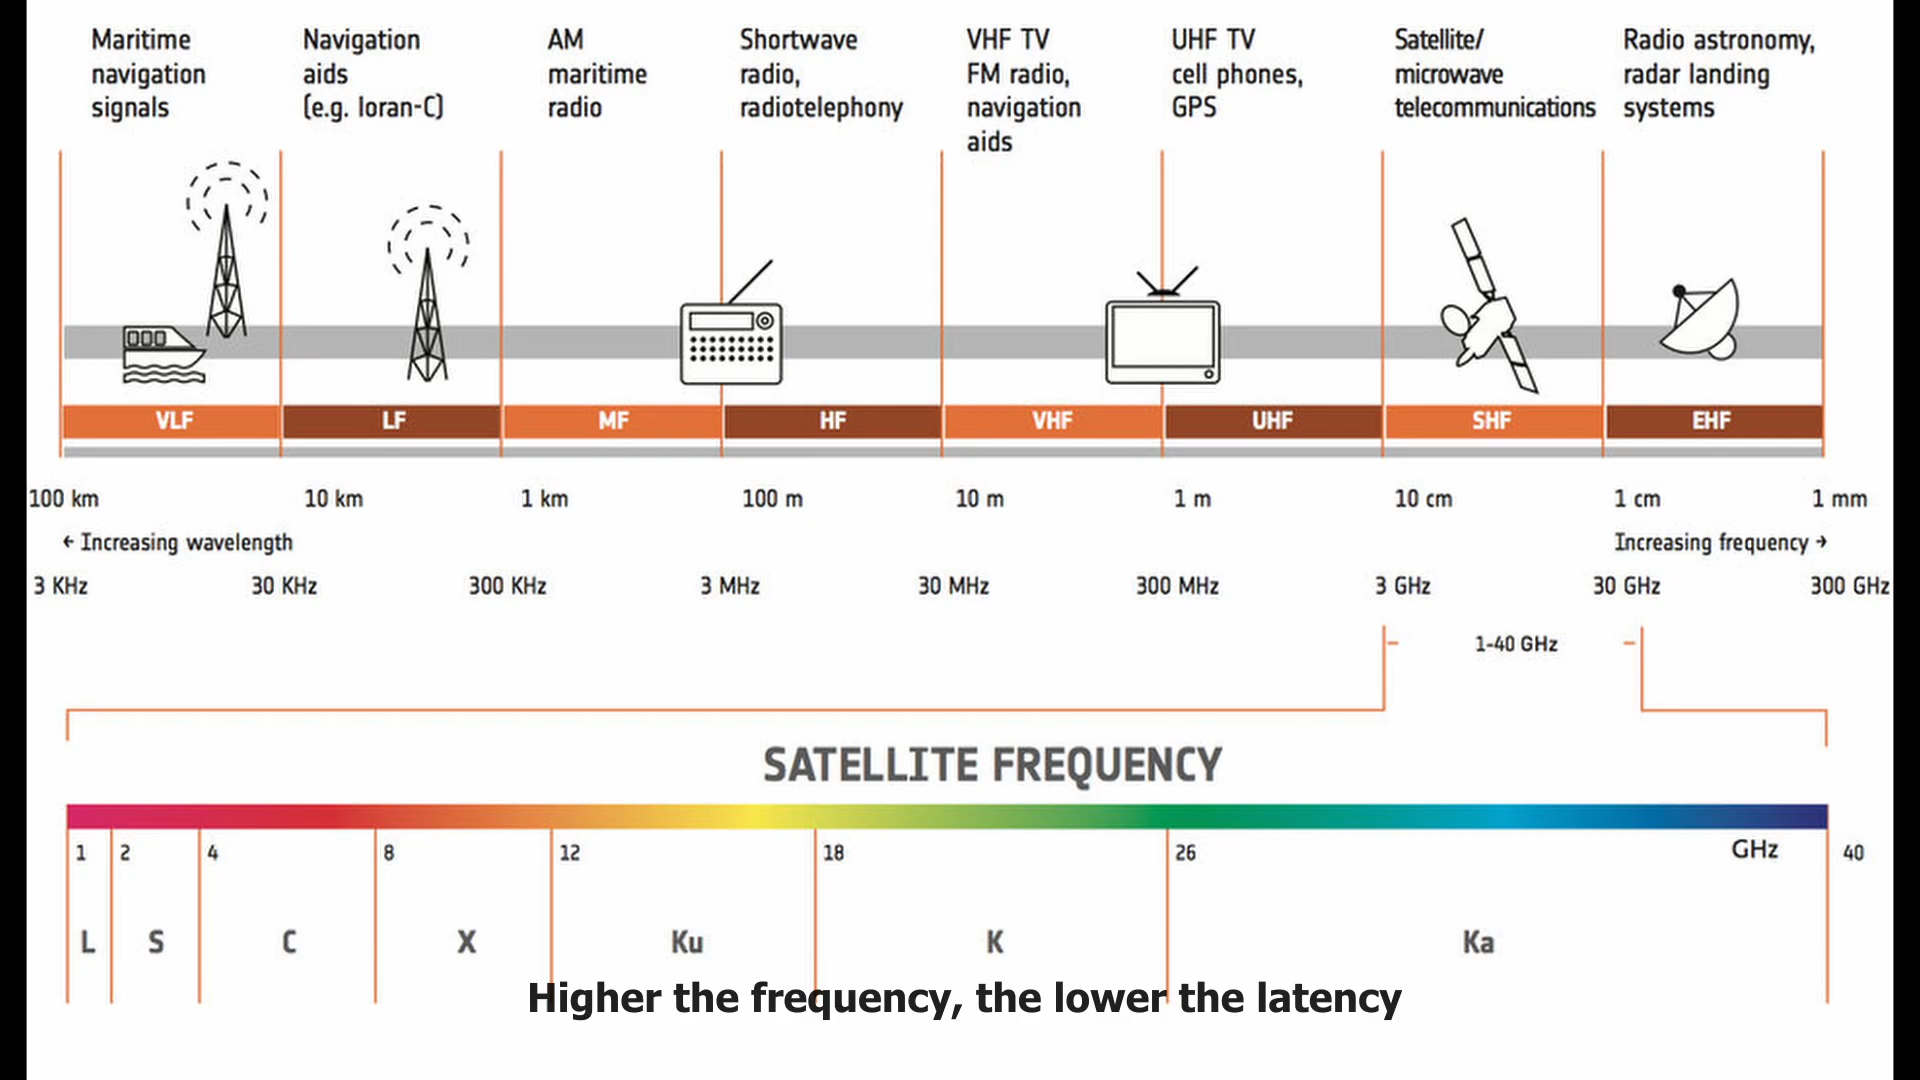 Maritime
navigation
signals
Navigation
aids
(e.g. loran-C)
AM
maritime
radio
Shortwave
radio,
radiotelephony
VHF TV
FM radio,
navigation
aids
UHF TV
cell phones,
GPS
Satellite/
microwave
telecommunications
Radio astronomy,
radar landing
systems
VLF LF MF HF VHF UHF SHF EHF
100 km 10 km 1 km 100 m 10 m 1 m 10 cm 1 cm 1 mm
← Increasing wavelength Increasing frequency →
3 KHz 30 KHz 300 KHz 3 MHz 30 MHz 300 MHz 3 GHz 30 GHz 300 GHz
1-40 GHz
SATELLITE FREQUENCY
1 2 4 8 12 18 26 GHz 40
L S C X Ku K Ka
Higher the frequency, the lower the latency